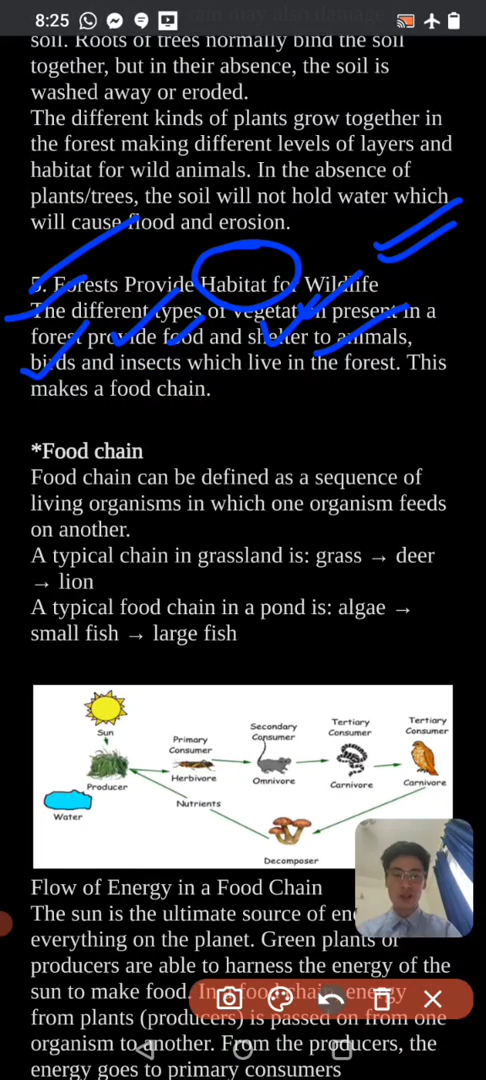 8:25
soil. Roots of trees normally bind the soil
together, but in their absence, the soil is
washed away or eroded.
The different kinds of plants grow together in
the forest making different levels of layers and
habitat for wild animals. In the absence of
plants/trees, the soil will not hold water which
will cause flood and erosion.
5. Forests Provide Habitat for Wildlife
The different types of vegetation present in a
forest provide food and shelter to animals,
birds and insects which live in the forest. This
makes a food chain.
*Food chain
Food chain can be defined as a sequence of
living organisms in which one organism feeds
on another.
A typical chain in grassland is: grass → deer
→ lion
A typical food chain in a pond is: algae →
small fish → large fish
Sun
Producer
Water
Primary
Consumer
Herbivore
Nutrients
Secondary
Consumer
Omnivore
Tertiary
Consumer
Carnivore
Tertiary
Consumer
Carnivore
Decomposer
Flow of Energy in a Food Chain
The sun is the ultimate source of
everything on the planet. Green plants or
producers are able to harness the energy of the
sun to make food. In a food chain, energy
from plants (producers) is passed on from one
organism to another. From the producers, the
energy goes to primary consumers